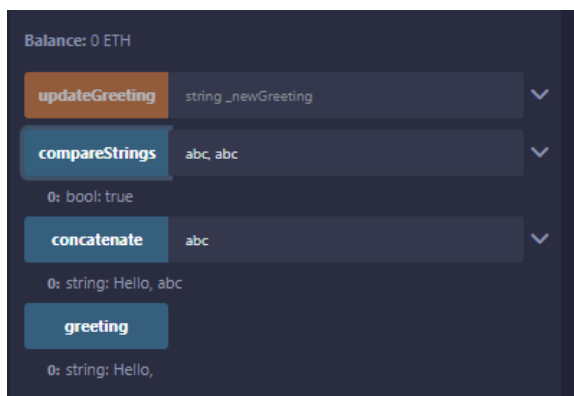 Balance: 0 ETH
updateGreeting string _newGreeting
compareStrings abc, abc
0: bool: true
concatenate abc
0: string: Hello, abc
greeting
0: string: Hello,